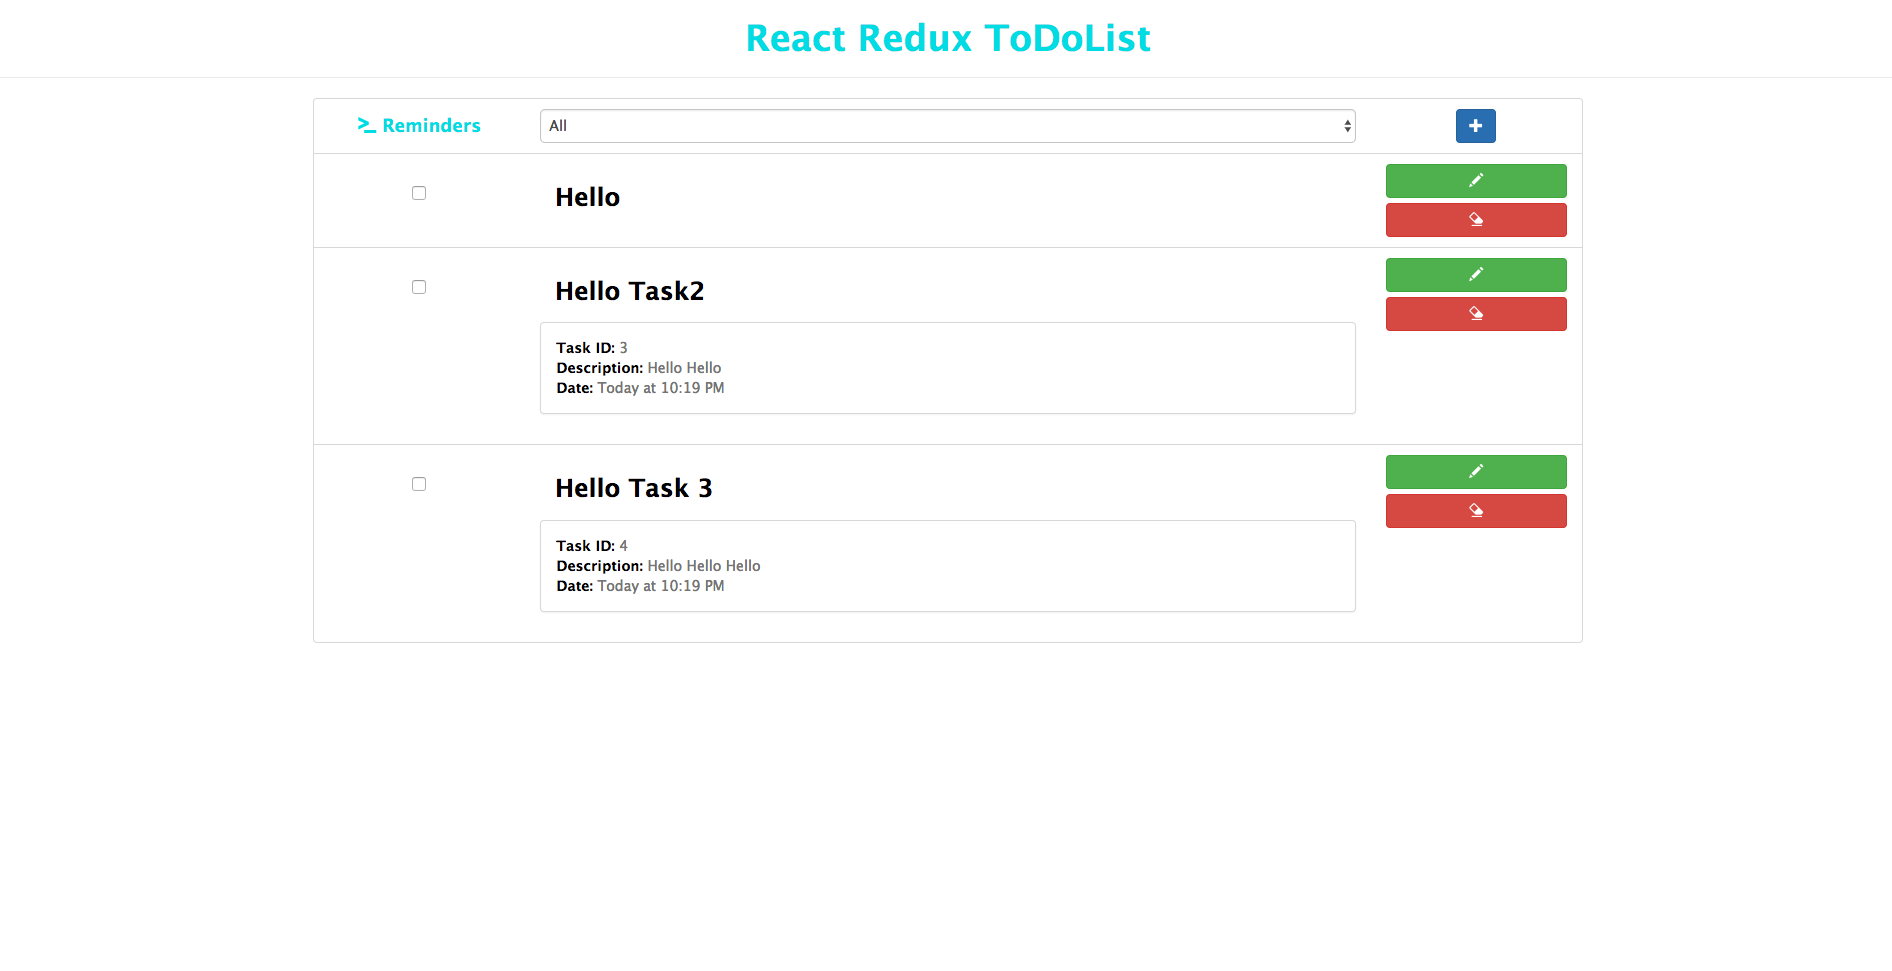 React Redux ToDoList
Reminders
All
Hello
Hello Task2
Task ID: 3
Description: Hello Hello
Date: Today at 10:19 PM
Hello Task 3
Task ID: 4
Description: Hello Hello Hello
Date: Today at 10:19 PM